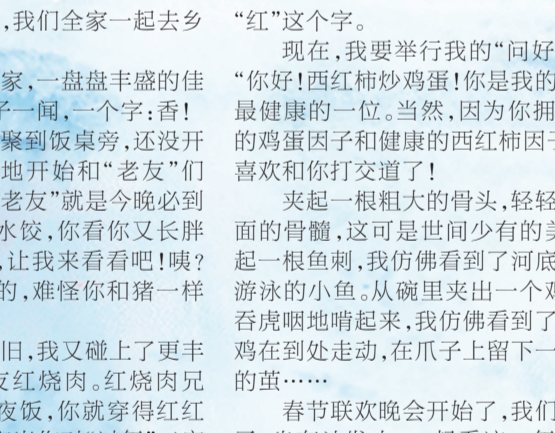 ，我们全家一起去乡
家，一盘盘丰盛的佳
子一闻，一个字：香！
聚到饭桌旁，还没开
地开始和“老友”们
老友”就是今晚必到
水饺，你看你又长胖
，让我来看看吧！咦？
的，难怪你和猪一样
旧，我又碰上了更丰
友红烧肉。红烧肉兄
夜饭，你就穿得红红
“红”这个字。
现在，我要举行我的“问好
“你好！西红柿炒鸡蛋！你是我的
最健康的一位。当然，因为你拥
的鸡蛋因子和健康的西红柿因子
喜欢和你打交道了！
夹起一根粗大的骨头，轻轻
面的骨髓，这可是世间少有的美
起一根鱼刺，我仿佛看到了河底
游泳的小鱼。从碗里夹出一个鸡
吞虎咽地啃起来，我仿佛看到了
鸡在到处走动，在爪子上留下一
的茧……
春节联欢晚会开始了，我们